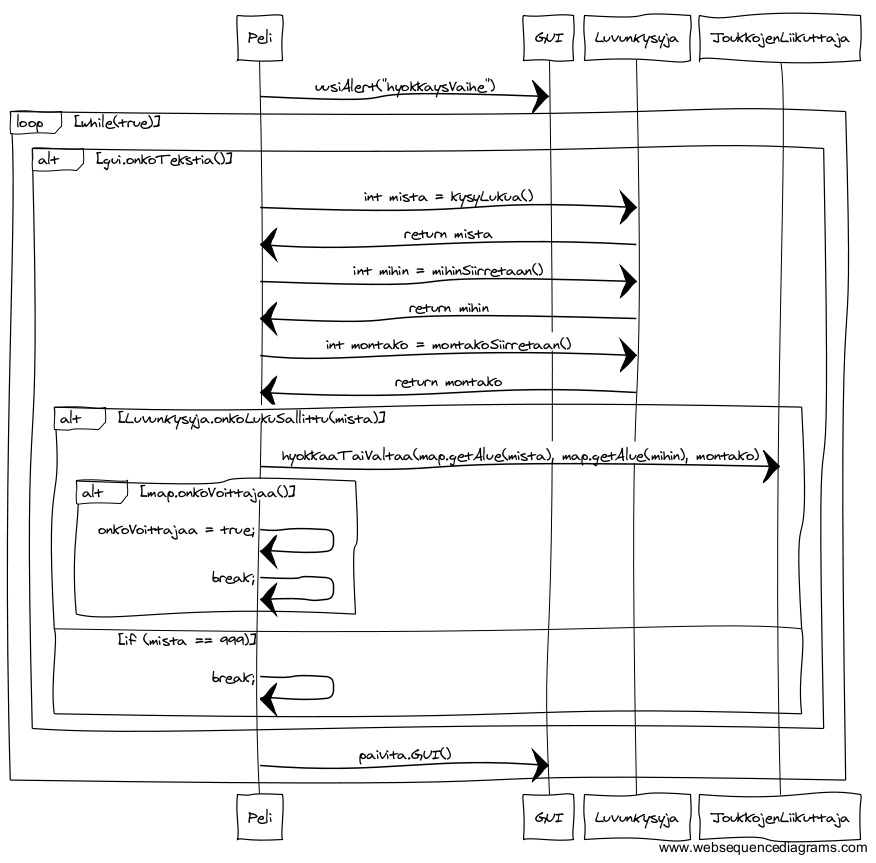 Peli
GUI
LuvunKysyja
JoukkojenLiikuttaja
uusiAlert("hyokkaysVaihe")
loop [while(true)]
alt [gui.onkoTekstia()]
int mista = kysyLukua()
return mista
int mihin = mihinSiirretaan()
return mihin
int montako = montakoSiirretaan()
return montako
alt [LuvunKysyja.onkoLukuSallittu(mista)]
hyokkaaTaiValtaa(map.getAlue(mista), map.getAlue(mihin), montako)
alt [map.onkoVoittajaa()]
onkoVoittajaa = true;
break;
[if (mista == 999)]
break;
paivita.GUI()
Peli
GUI
LuvunKysyja
JoukkojenLiikuttaja
www.websequencediagrams.com